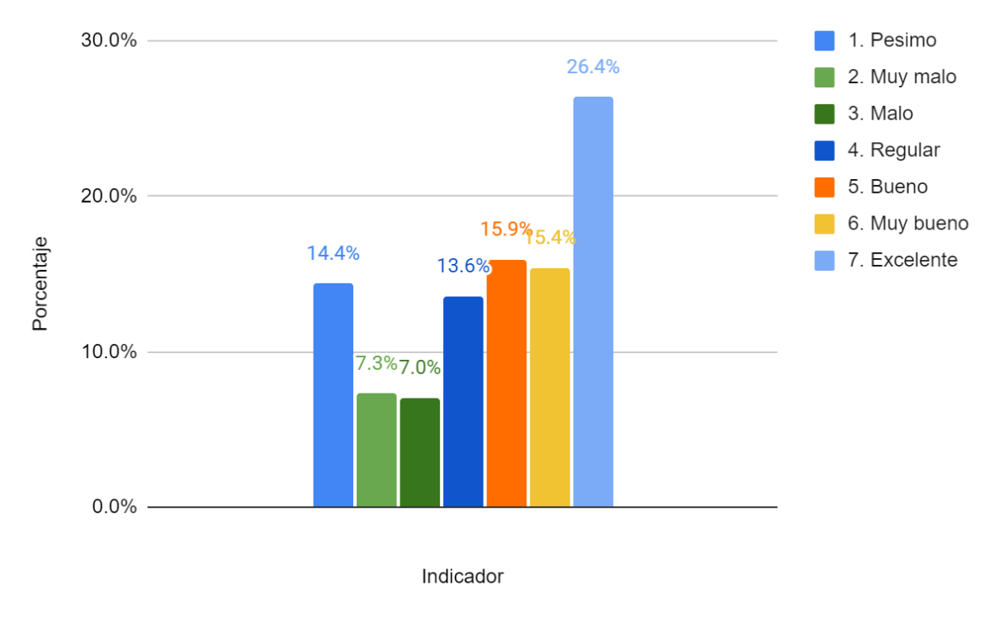 30.0%
20.0%
10.0%
0.0%
Porcentaje
14.4%
7.3%
7.0%
13.6%
15.9%
15.4%
26.4%
Indicador
1. Pesimo
2. Muy malo
3. Malo
4. Regular
5. Bueno
6. Muy bueno
7. Excelente